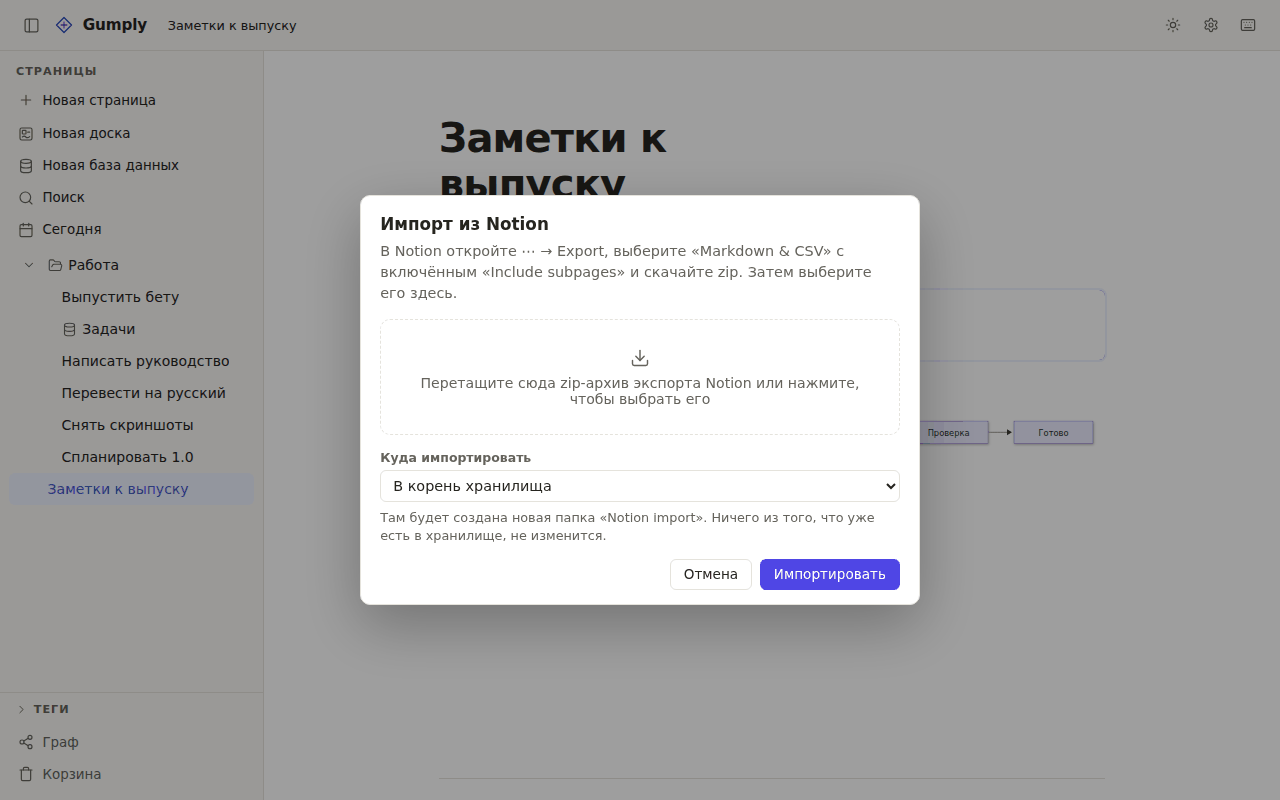 Gumply
Заметки к выпуску
СТРАНИЦЫ
Новая страница
Новая доска
Новая база данных
Поиск
Сегодня
Работа
Выпустить бету
Задачи
Написать руководство
Перевести на русский
Снять скриншоты
Спланировать 1.0
Заметки к выпуску
ТЕГИ
Граф
Корзина
Заметки к
выпуску
Проверка
Готово
Импорт из Notion
В Notion откройте ··· → Export, выберите «Markdown & CSV» с
включённым «Include subpages» и скачайте zip. Затем выберите
его здесь.
Перетащите сюда zip-архив экспорта Notion или нажмите,
чтобы выбрать его
Куда импортировать
В корень хранилища
Там будет создана новая папка «Notion import». Ничего из того, что уже
есть в хранилище, не изменится.
Отмена
Импортировать